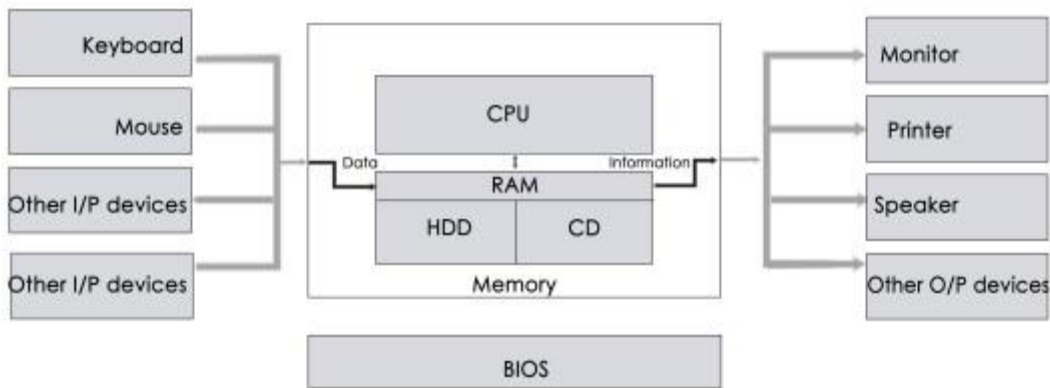 Keyboard
Mouse
Other I/P devices
Other I/P devices
CPU
Data
Information
RAM
HDD
CD
Memory
BIOS
Monitor
Printer
Speaker
Other O/P devices